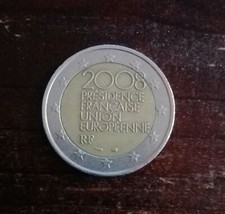 2008
PRÉSIDENCE
FRANÇAISE
UNION
EUROPÉENNE
RF